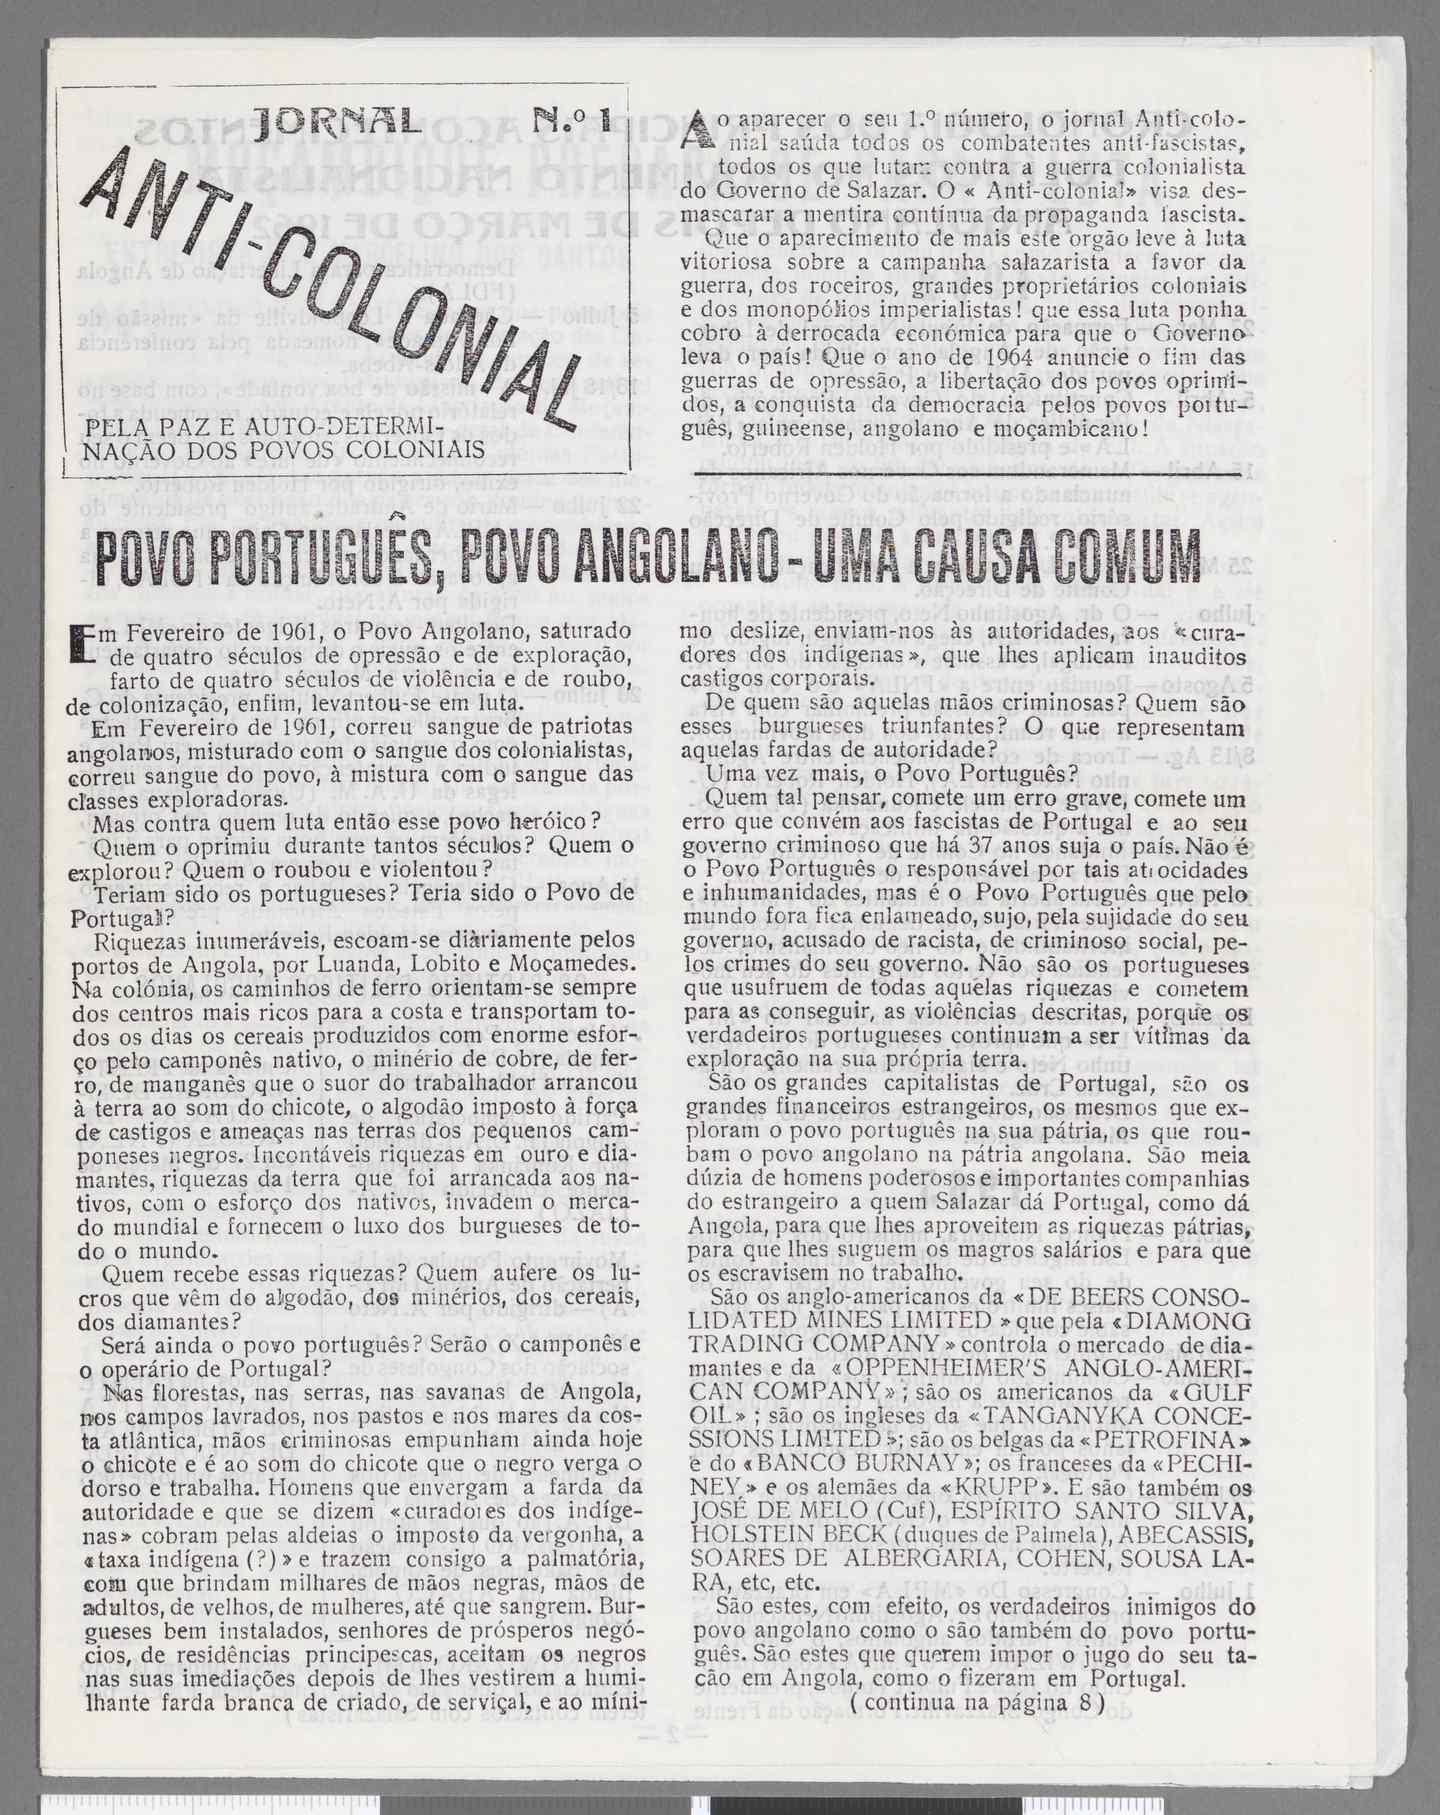 JORNAL N.º 1
ANTI-COLONIAL
PELA PAZ E AUTO-DETERMI-
NAÇÃO DOS POVOS COLONIAIS
Ao aparecer o seu 1.º número, o jornal Anti-colo-
nial saúda todos os combatentes anti-fascistas,
todos os que lutam contra a guerra colonialista
do Governo de Salazar. O « Anti-colonial» visa des-
mascarar a mentira contínua da propaganda fascista.
Que o aparecimento de mais este orgão leve à luta
vitoriosa sobre a campanha salazarista a favor da
guerra, dos roceiros, grandes proprietários coloniais
e dos monopólios imperialistas! que essa luta ponha
cobro à derrocada económica para que o Governo
leva o país! Que o ano de 1964 anuncie o fim das
guerras de opressão, a libertação dos povos oprimi-
dos, a conquista da democracia pelos povos portu-
guês, guineense, angolano e moçambicano!
POVO PORTUGUÊS, POVO ANGOLANO - UMA CAUSA COMUM
Em Fevereiro de 1961, o Povo Angolano, saturado
de quatro séculos de opressão e de exploração,
farto de quatro séculos de violência e de roubo,
de colonização, enfim, levantou-se em luta.
Em Fevereiro de 1961, correu sangue de patriotas
angolanos, misturado com o sangue dos colonialistas,
correu sangue do povo, à mistura com o sangue das
classes exploradoras.
Mas contra quem luta então esse povo heróico?
Quem o oprimiu durante tantos séculos? Quem o
explorou? Quem o roubou e violentou?
Teriam sido os portugueses? Teria sido o Povo de
Portugal?
Riquezas inumeráveis, escoam-se diàriamente pelos
portos de Angola, por Luanda, Lobito e Moçamedes.
Na colónia, os caminhos de ferro orientam-se sempre
dos centros mais ricos para a costa e transportam to-
dos os dias os cereais produzidos com enorme esfor-
ço pelo camponês nativo, o minério de cobre, de fer-
ro, de manganês que o suor do trabalhador arrancou
à terra ao som do chicote, o algodão imposto à força
de castigos e ameaças nas terras dos pequenos cam-
poneses negros. Incontáveis riquezas em ouro e dia-
mantes, riquezas da terra que foi arrancada aos na-
tivos, com o esforço dos nativos, invadem o merca-
do mundial e fornecem o luxo dos burgueses de to-
do o mundo.
Quem recebe essas riquezas? Quem aufere os lu-
cros que vêm do algodão, dos minérios, dos cereais,
dos diamantes?
Será ainda o povo português? Serão o camponês e
o operário de Portugal?
Nas florestas, nas serras, nas savanas de Angola,
nos campos lavrados, nos pastos e nos mares da cos-
ta atlântica, mãos criminosas empunham ainda hoje
o chicote e é ao som do chicote que o negro verga o
dorso e trabalha. Homens que envergam a farda da
autoridade e que se dizem «curadores dos indíge-
nas» cobram pelas aldeias o imposto da vergonha, a
«taxa indígena (?)» e trazem consigo a palmatória,
com que brindam milhares de mãos negras, mãos de
adultos, de velhos, de mulheres, até que sangrem. Bur-
gueses bem instalados, senhores de prósperos negó-
cios, de residências principescas, aceitam os negros
nas suas imediações depois de lhes vestirem a humi-
lhante farda branca de criado, de serviçal, e ao míni-
mo deslize, enviam-nos às autoridades, aos «cura-
dores dos indígenas», que lhes aplicam inauditos
castigos corporais.
De quem são aquelas mãos criminosas? Quem são
esses burgueses triunfantes? O que representam
aquelas fardas de autoridade?
Uma vez mais, o Povo Português?
Quem tal pensar, comete um erro grave, comete um
erro que convém aos fascistas de Portugal e ao seu
governo criminoso que há 37 anos suja o país. Não é
o Povo Português o responsável por tais atrocidades
e inhumanidades, mas é o Povo Português que pelo
mundo fora fica enlameado, sujo, pela sujidade do seu
governo, acusado de racista, de criminoso social, pe-
los crimes do seu governo. Não são os portugueses
que usufruem de todas aquelas riquezas e cometem
para as conseguir, as violências descritas, porque os
verdadeiros portugueses continuam a ser vítimas da
exploração na sua própria terra.
São os grandes capitalistas de Portugal, são os
grandes financeiros estrangeiros, os mesmos que ex-
ploram o povo português na sua pátria, os que rou-
bam o povo angolano na pátria angolana. São meia
dúzia de homens poderosos e importantes companhias
do estrangeiro a quem Salazar dá Portugal, como dá
Angola, para que lhes aproveitem as riquezas pátrias,
para que lhes suguem os magros salários e para que
os escravisem no trabalho.
São os anglo-americanos da «DE BEERS CONSO-
LIDATED MINES LIMITED » que pela «DIAMONG
TRADING COMPANY» controla o mercado de dia-
mantes e da «OPPENHEIMER'S ANGLO-AMERI-
CAN COMPANY»; são os americanos da «GULF
OIL» ; são os ingleses da «TANGANYKA CONCE-
SSIONS LIMITED »; são os belgas da «PETROFINA»
e do «BANCO BURNAY»; os franceses da «PECHI-
NEY» e os alemães da «KRUPP». E são também os
JOSÉ DE MELO (Cuf), ESPÍRITO SANTO SILVA,
HOLSTEIN BECK (duques de Palmela), ABECASSIS,
SOARES DE ALBERGARIA, COHEN, SOUSA LA-
RA, etc, etc.
São estes, com efeito, os verdadeiros inimigos do
povo angolano como o são também do povo portu-
guês. São estes que querem impor o jugo do seu ta-
cão em Angola, como o fizeram em Portugal.
(continua na página 8)